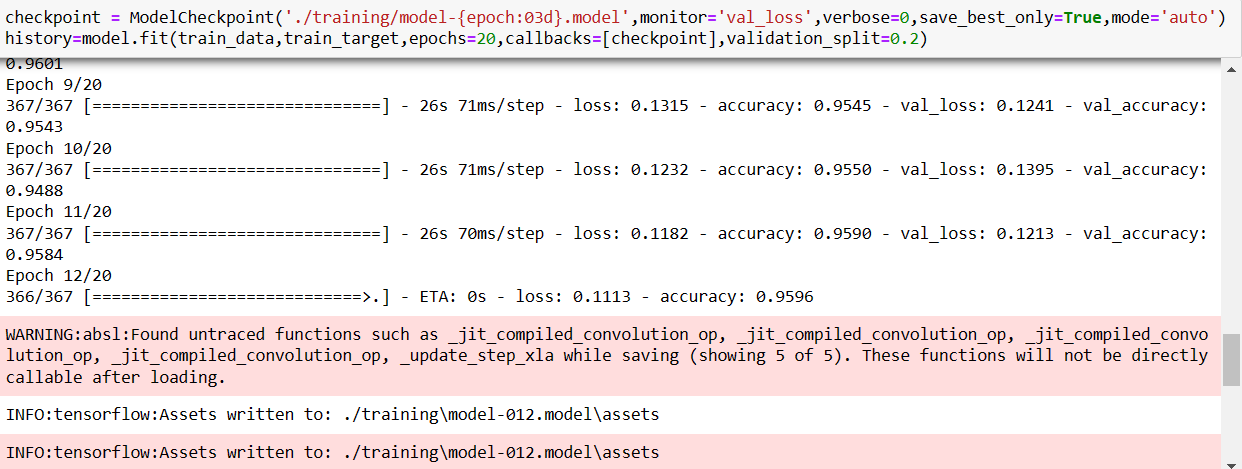 checkpoint = ModelCheckpoint('./training/model-{epoch:03d}.model',monitor='val_loss',verbose=0,save_best_only=True,mode='auto')
history=model.fit(train_data,train_target,epochs=20,callbacks=[checkpoint],validation_split=0.2)
0.9601
Epoch 9/20
367/367 [==============================] - 26s 71ms/step - loss: 0.1315 - accuracy: 0.9545 - val_loss: 0.1241 - val_accuracy:
0.9543
Epoch 10/20
367/367 [==============================] - 26s 71ms/step - loss: 0.1232 - accuracy: 0.9550 - val_loss: 0.1395 - val_accuracy:
0.9488
Epoch 11/20
367/367 [==============================] - 26s 70ms/step - loss: 0.1182 - accuracy: 0.9590 - val_loss: 0.1213 - val_accuracy:
0.9584
Epoch 12/20
366/367 [============================>.] - ETA: 0s - loss: 0.1113 - accuracy: 0.9596
WARNING:absl:Found untraced functions such as _jit_compiled_convolution_op, _jit_compiled_convolution_op, _jit_compiled_convo
lution_op, _jit_compiled_convolution_op, _update_step_xla while saving (showing 5 of 5). These functions will not be directly
callable after loading.
INFO:tensorflow:Assets written to: ./training\model-012.model\assets
INFO:tensorflow:Assets written to: ./training\model-012.model\assets